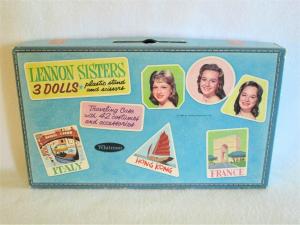 LENNON SISTERS
3 DOLLS + plastic stand
and scissors
Traveling Case
with 42 costumes
and accessories
Whitman
ITALY
HONG KONG
FRANCE